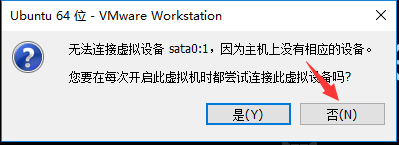 Ubuntu 64 位 - VMware Workstation
无法连接虚拟设备 sata0:1，因为主机上没有相应的设备。
您要在每次开启此虚拟机时都尝试连接此虚拟设备吗?
是(Y)
否(N)